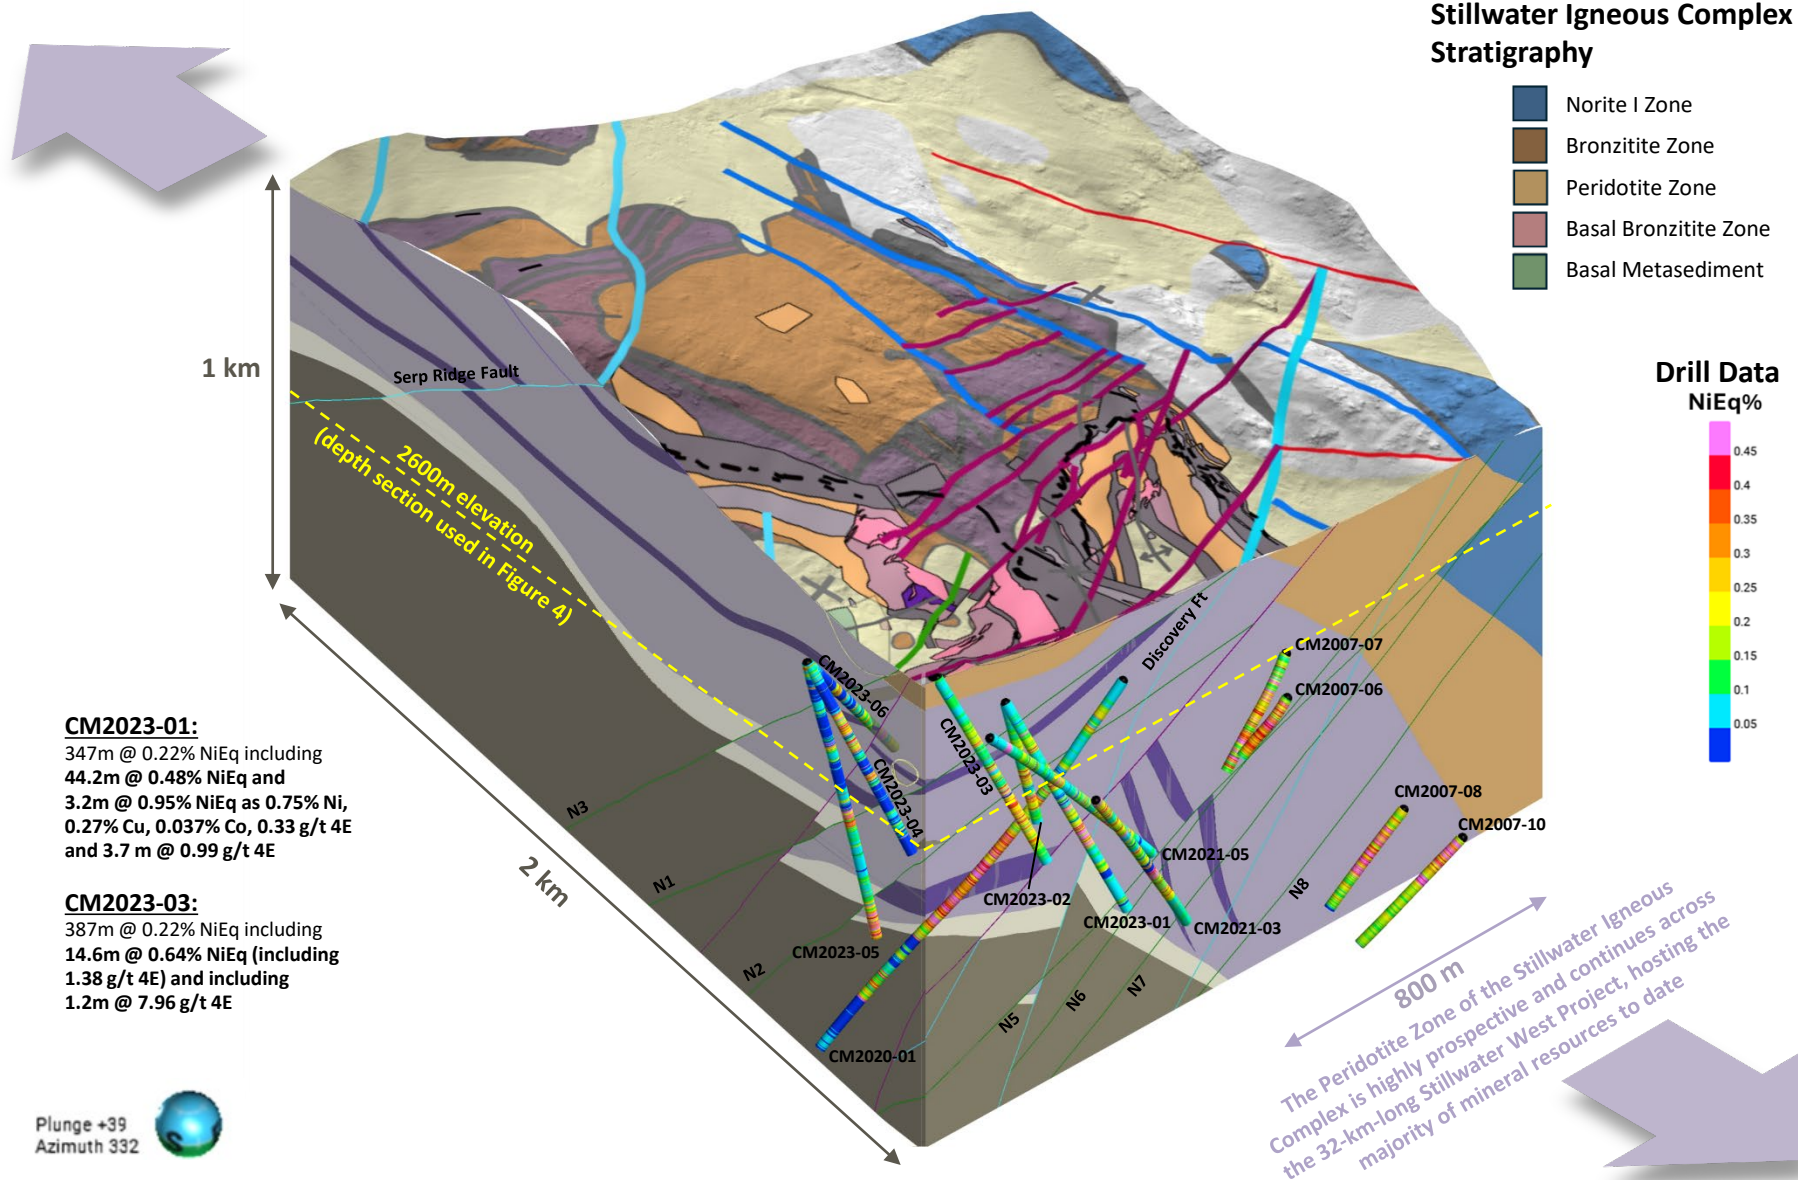 Stillwater Igneous Complex
Stratigraphy
Norite I Zone
Bronzitite Zone
Peridotite Zone
Basal Bronzitite Zone
Basal Metasediment
Drill Data
NiEq%
0.45
0.4
0.35
0.3
0.25
0.2
0.15
0.1
0.05
1 km
Serp Ridge Fault
2600m elevation
(depth section used in Figure 4)
Discovery Ft
CM2007-07
CM2007-06
CM2007-08
CM2007-10
CM2023-06
CM2023-04
CM2023-03
CM2023-02
CM2023-01
CM2021-05
CM2021-03
CM2023-05
CM2020-01
N3
N1
N2
N5
N6
N7
N8
2 km
800 m
CM2023-01:
347m @ 0.22% NiEq including
44.2m @ 0.48% NiEq and
3.2m @ 0.95% NiEq as 0.75% Ni,
0.27% Cu, 0.037% Co, 0.33 g/t 4E
and 3.7 m @ 0.99 g/t 4E
CM2023-03:
387m @ 0.22% NiEq including
14.6m @ 0.64% NiEq (including
1.38 g/t 4E) and including
1.2m @ 7.96 g/t 4E
The Peridotite Zone of the Stillwater Igneous
Complex is highly prospective and continues across
the 32-km-long Stillwater West Project, hosting the
majority of mineral resources to date
Plunge +39
Azimuth 332
S